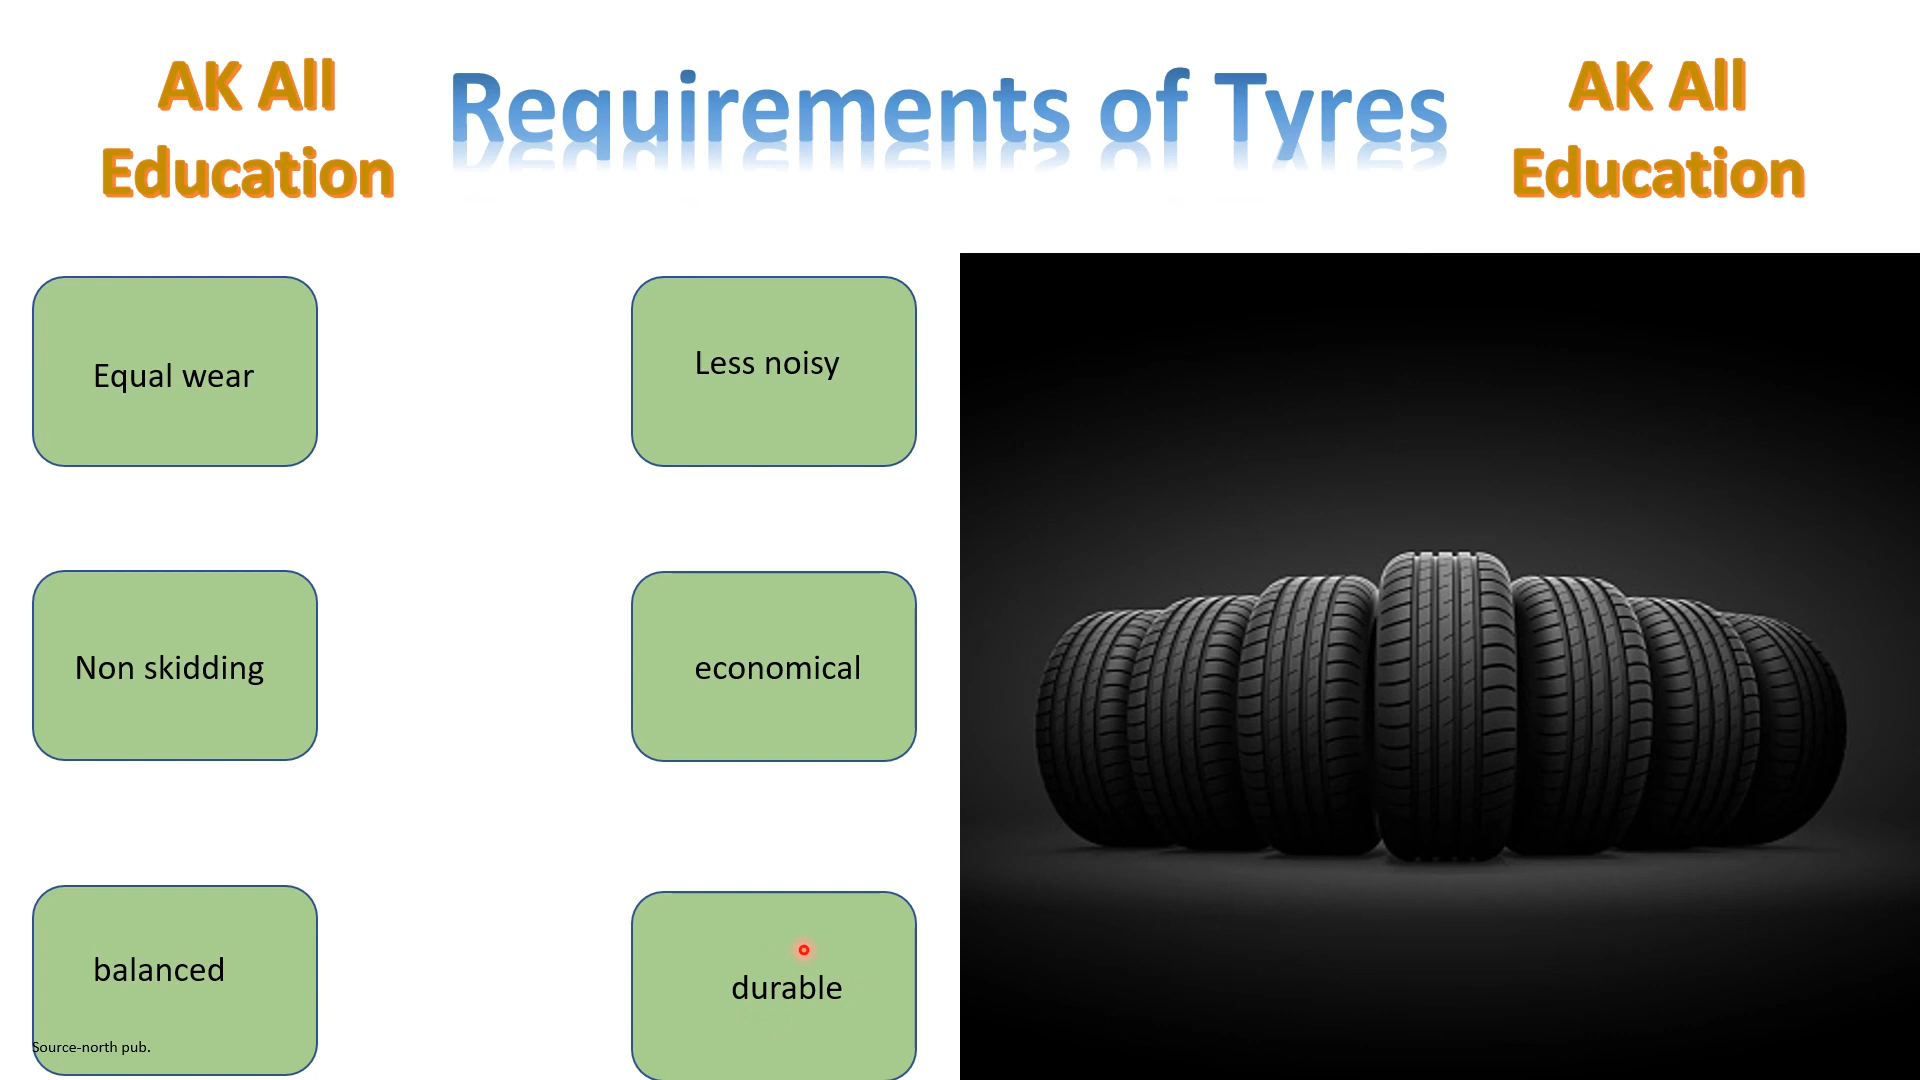 AK All
Education
Requirements of Tyres
AK All
Education
Equal wear
Less noisy
Non skidding
economical
balanced
durable
Source-north pub.